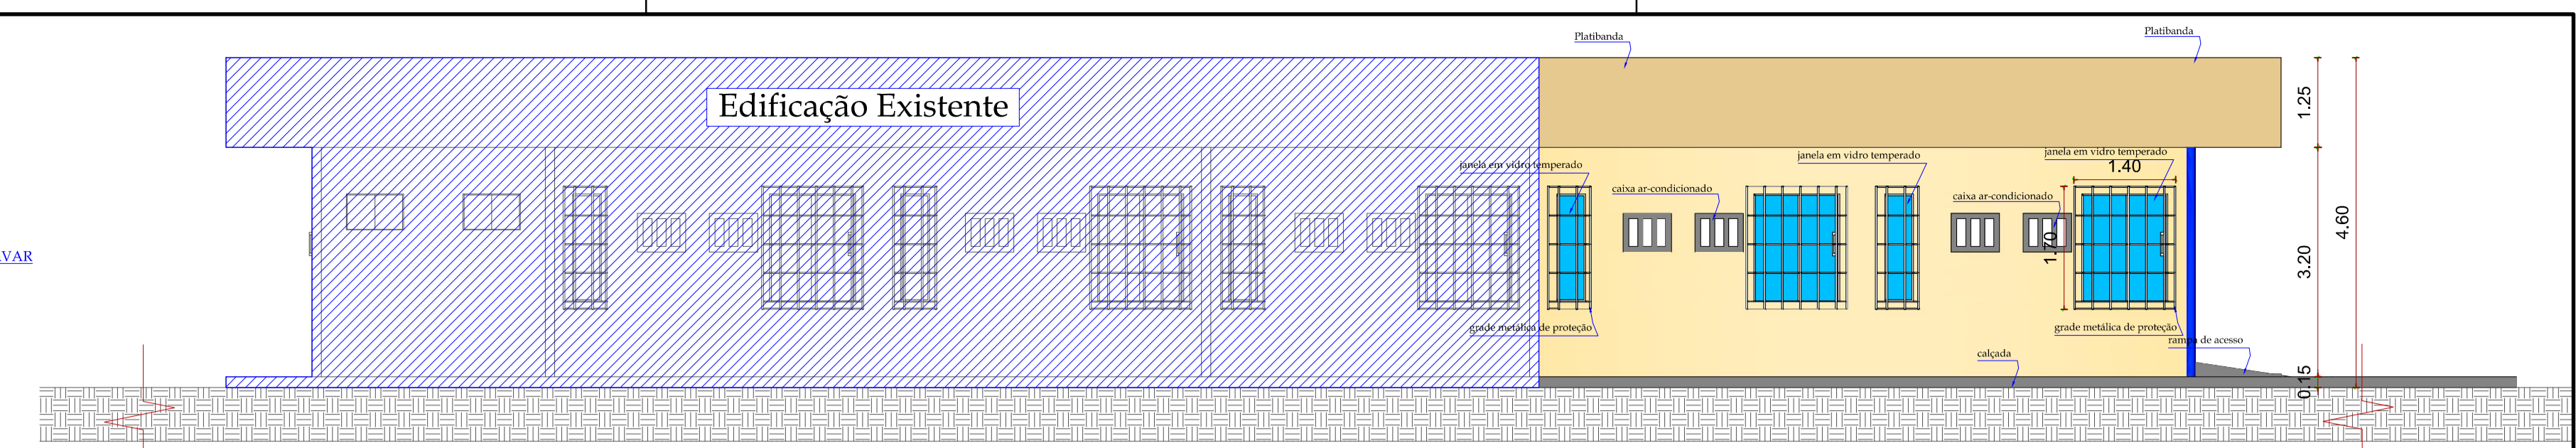 Platibanda
Platibanda
Edificação Existente
1.25
janela em vidro temperado
janela em vidro temperado
janela em vidro temperado
1.40
caixa ar-condicionado
caixa ar-condicionado
1.70
3.20
4.60
VAR
grade metálica de proteção
grade metálica de proteção
rampa de acesso
calçada
0.15